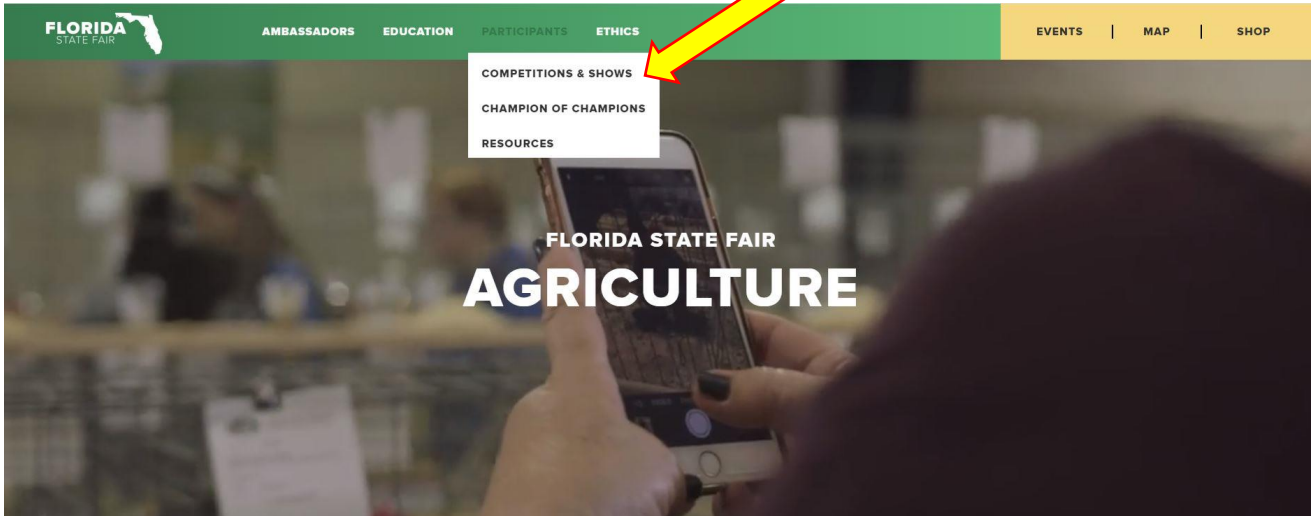 FLORIDA
STATE FAIR
AMBASSADORS EDUCATION PARTICIPANTS ETHICS
EVENTS | MAP | SHOP
COMPETITIONS & SHOWS
CHAMPION OF CHAMPIONS
RESOURCES
FLORIDA STATE FAIR
AGRICULTURE